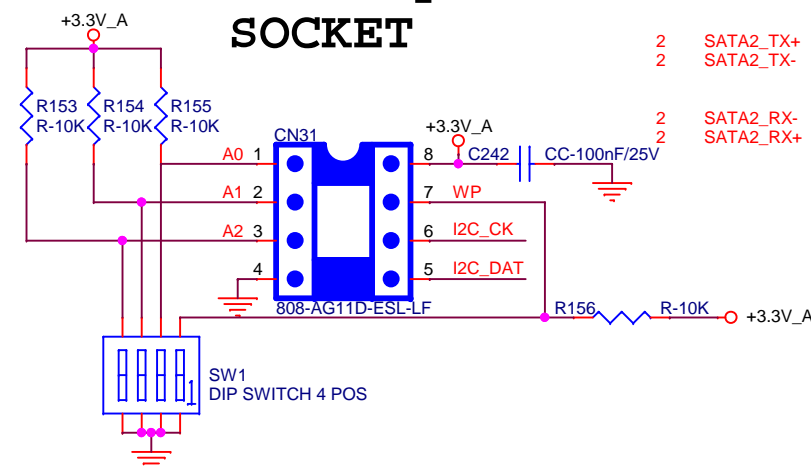 SOCKET
+3.3V_A
2 SATA2_TX+
2 SATA2_TX-
2 SATA2_RX-
2 SATA2_RX+
R153 R154 R155
R-10K R-10K R-10K
CN31
+3.3V_A
A0 1
8 C242 CC-100nF/25V
A1 2
7 WP
A2 3
6 I2C_CK
4
5 I2C_DAT
808-AG11D-ESL-LF
R156 R-10K
+3.3V_A
SW1
1
DIP SWITCH 4 POS